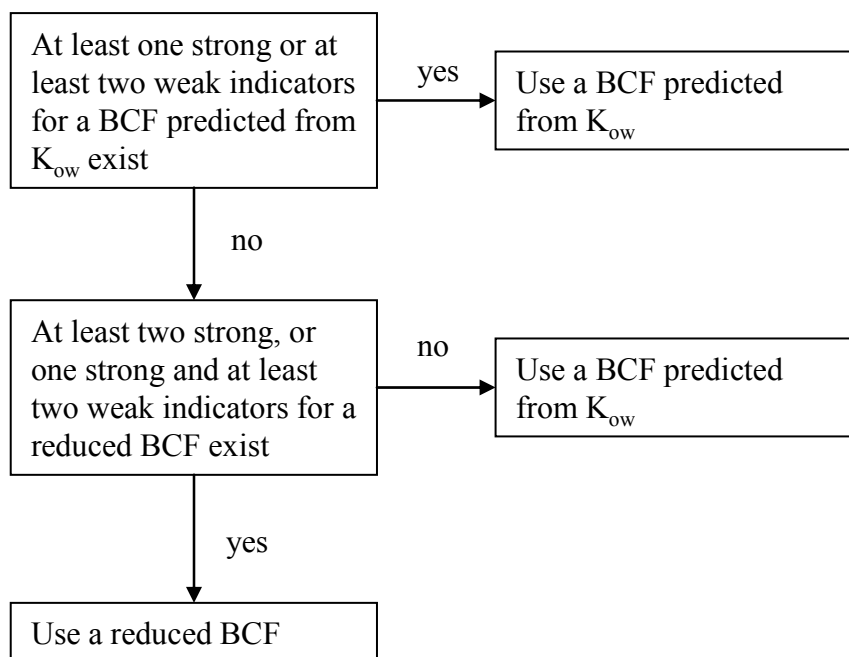 At least one strong or at
least two weak indicators
for a BCF predicted from
Kow exist
yes
Use a BCF predicted
from Kow
no
At least two strong, or
one strong and at least
two weak indicators for a
reduced BCF exist
no
Use a BCF predicted
from Kow
yes
Use a reduced BCF